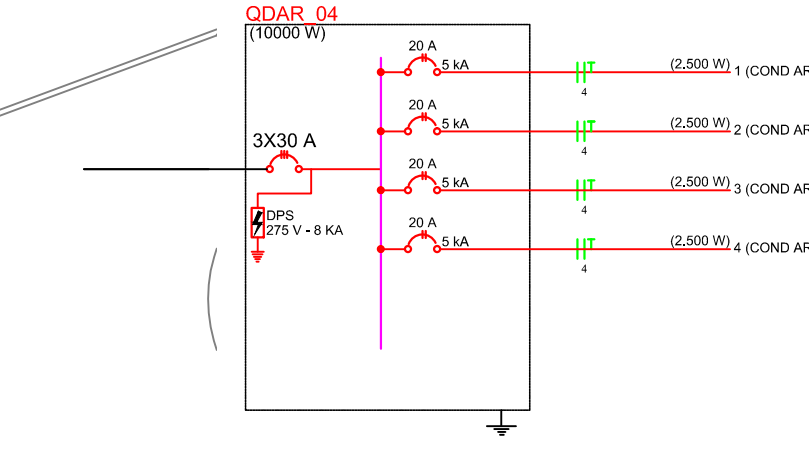 QDAR_04
(10000 W)
3X30 A
DPS
275 V - 8 KA
20 A
5 kA
4
(2.500 W)
1 (COND AR
20 A
5 kA
4
(2.500 W)
2 (COND AR
20 A
5 kA
4
(2.500 W)
3 (COND AR
20 A
5 kA
4
(2.500 W)
4 (COND AR